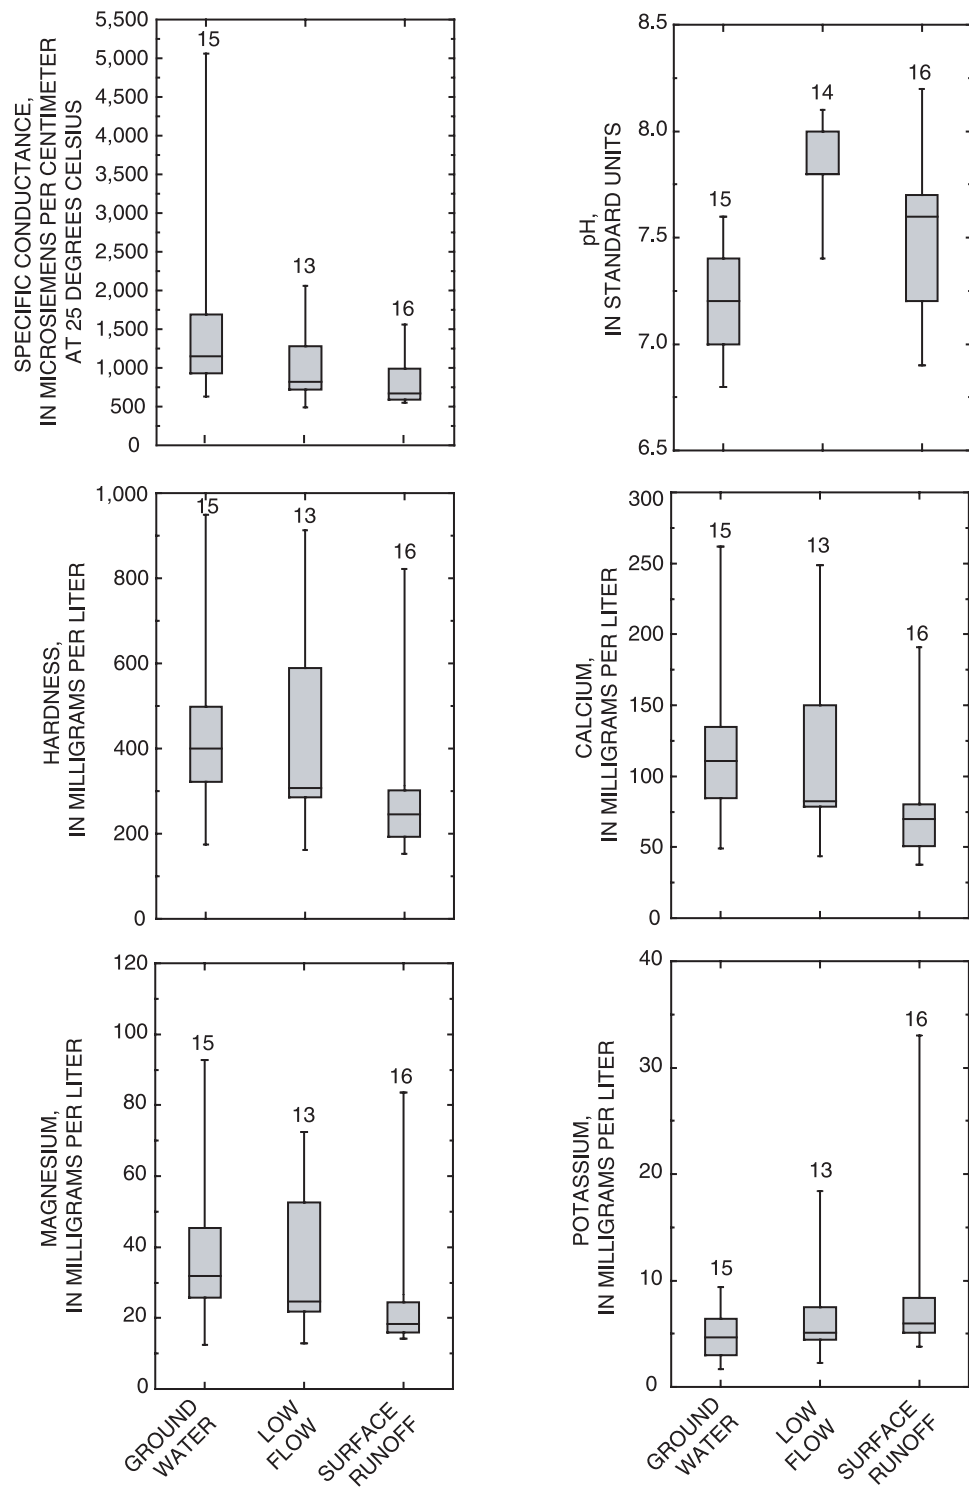 SPECIFIC CONDUCTANCE,
IN MICROSIEMENS PER CENTIMETER
AT 25 DEGREES CELSIUS
5,500
5,000
4,500
4,000
3,500
3,000
2,500
2,000
1,500
1,000
500
0
15
13
16
pH,
IN STANDARD UNITS
8.5
8.0
7.5
7.0
6.5
15
14
16
HARDNESS,
IN MILLIGRAMS PER LITER
1,000
800
600
400
200
0
15
13
16
CALCIUM,
IN MILLIGRAMS PER LITER
300
250
200
150
100
50
0
15
13
16
MAGNESIUM,
IN MILLIGRAMS PER LITER
120
100
80
60
40
20
0
15
13
16
GROUND
WATER
LOW
FLOW
SURFACE
RUNOFF
POTASSIUM,
IN MILLIGRAMS PER LITER
40
30
20
10
0
15
13
16
GROUND
WATER
LOW
FLOW
SURFACE
RUNOFF